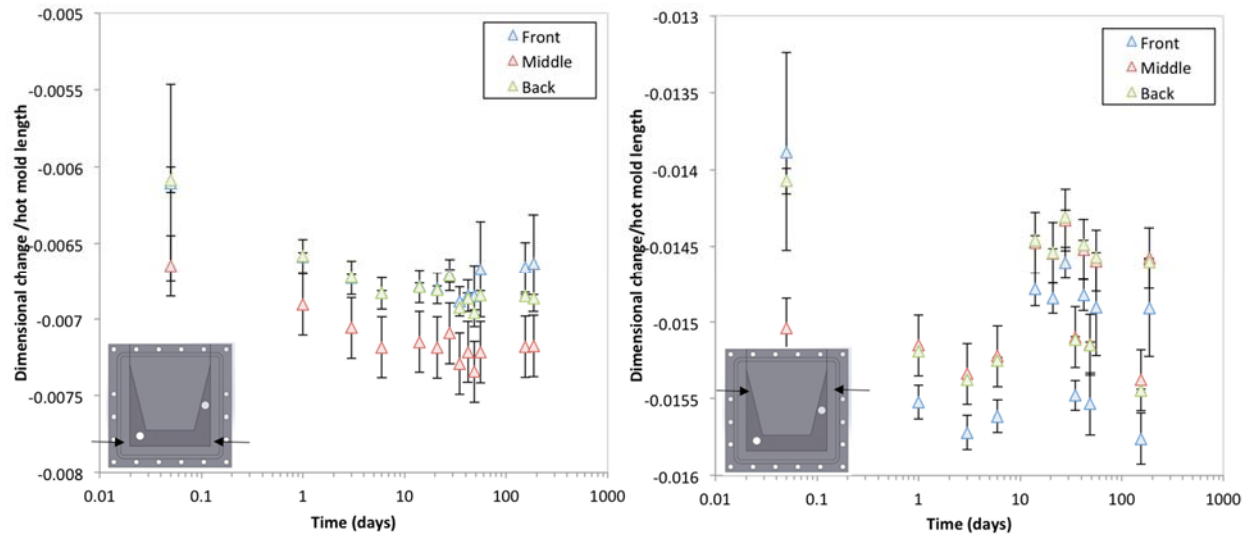 -0.005
-0.0055
-0.006
-0.0065
-0.007
-0.0075
-0.008
Dimensional change /hot mold length
Front
Middle
Back
0.01
0.1
1
10
100
1000
Time (days)
-0.013
-0.0135
-0.014
-0.0145
-0.015
-0.0155
-0.016
Dimensional change/hot mold length
Front
Middle
Back
0.01
0.1
1
10
100
1000
Time (days)